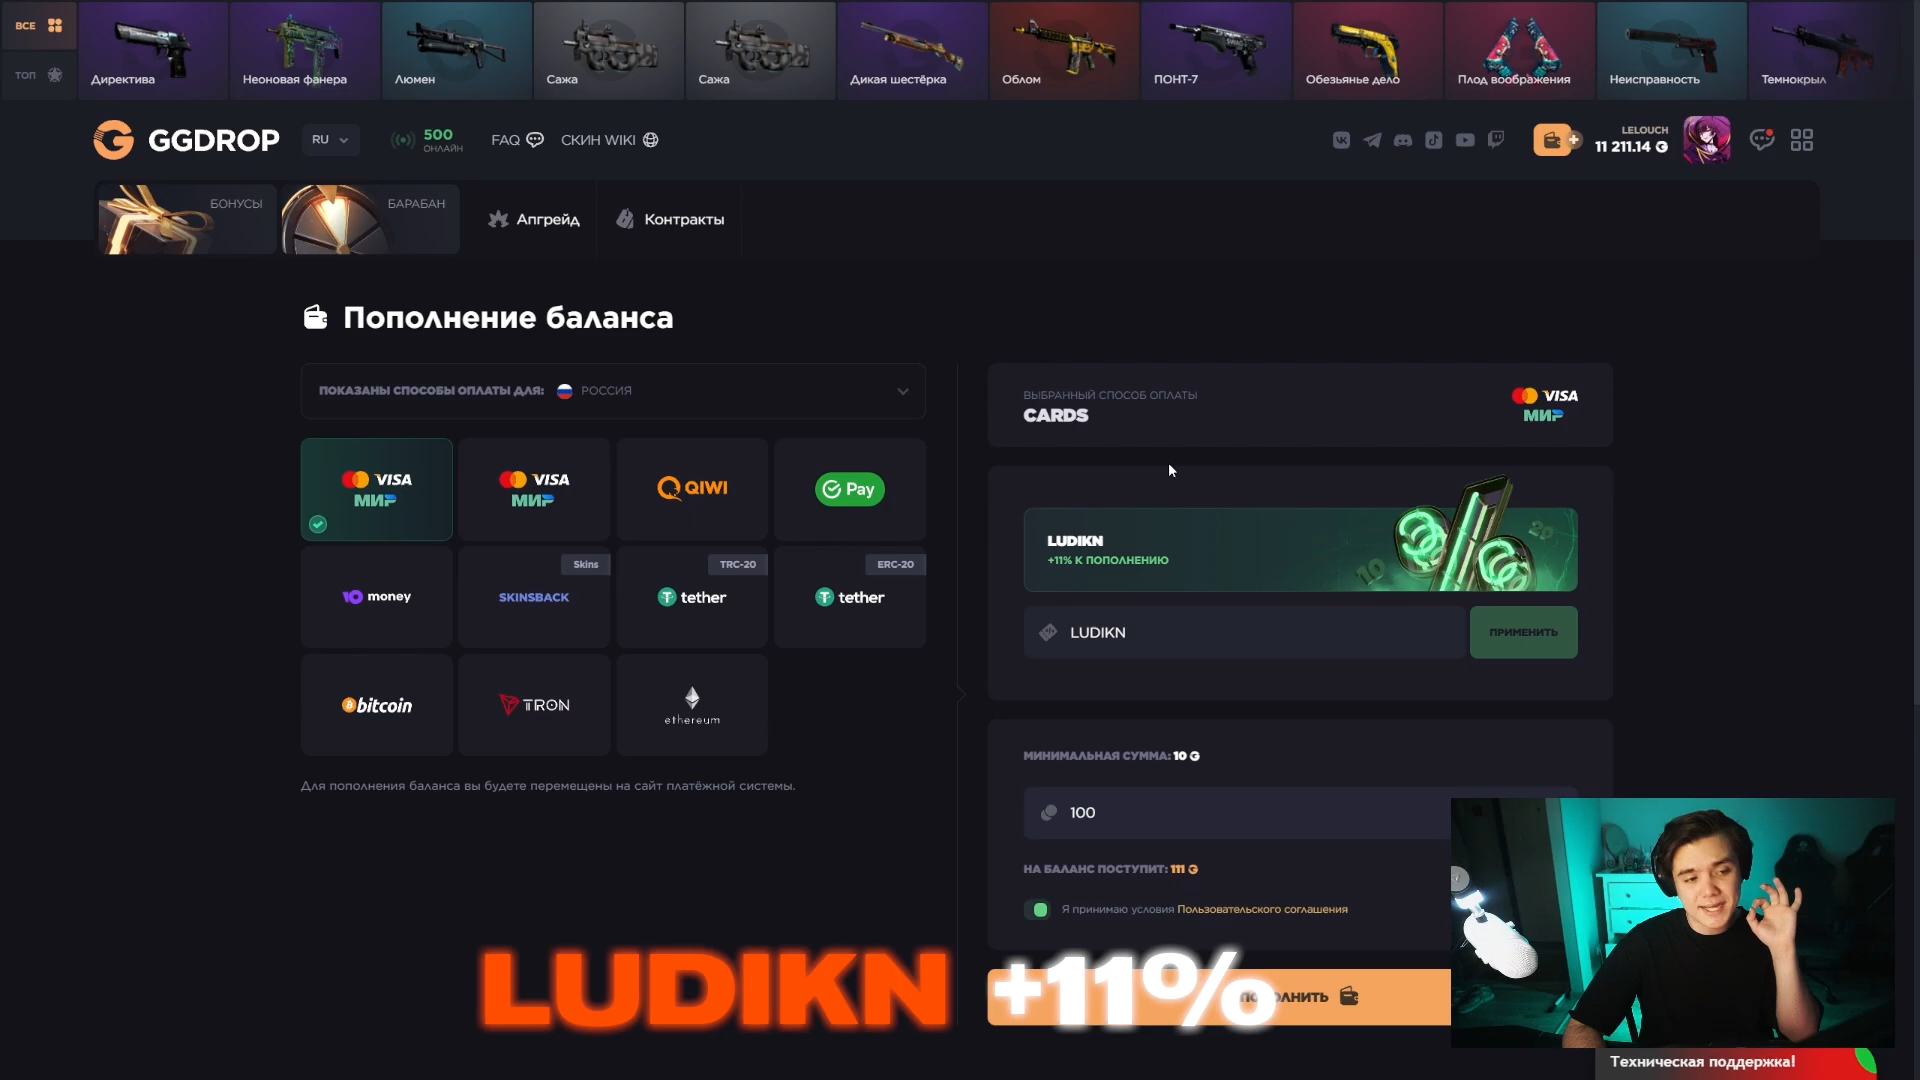 ВСЕ
ТОП
Директива
Неоновая фанера
Люмен
Сажа
Сажа
Дикая шестёрка
Облом
ПОНТ-7
Обезьянье дело
Плод воображения
Неисправность
Темнокрыл
GGDROP
RU
500
ОНЛАЙН
FAQ
СКИН WIKI
LELOUCH
11 211.14 G
БОНУСЫ
БАРАБАН
Апгрейд
Контракты
Пополнение баланса
ПОКАЗАНЫ СПОСОБЫ ОПЛАТЫ ДЛЯ: РОССИЯ
VISA
МИР
VISA
МИР
QIWI
Pay
Ю money
Skins
SKINSBACK
TRC-20
tether
ERC-20
tether
bitcoin
TRON
ethereum
Для пополнения баланса вы будете перемещены на сайт платёжной системы.
ВЫБРАННЫЙ СПОСОБ ОПЛАТЫ
CARDS
VISA
МИР
LUDIKN
+11% К ПОПОЛНЕНИЮ
LUDIKN
ПРИМЕНИТЬ
МИНИМАЛЬНАЯ СУММА: 10 G
100
НА БАЛАНС ПОСТУПИТ: 111 G
Я принимаю условия Пользовательского соглашения
LUDIKN +11%
Техническая поддержка!